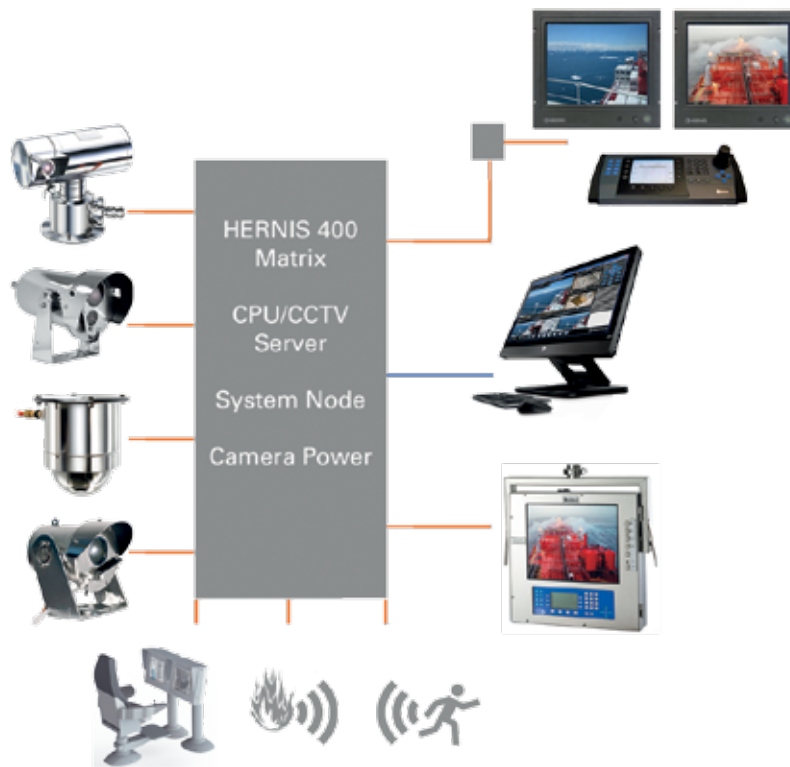 HERNIS 400
Matrix
CPU/CCTV
Server
System Node
Camera Power